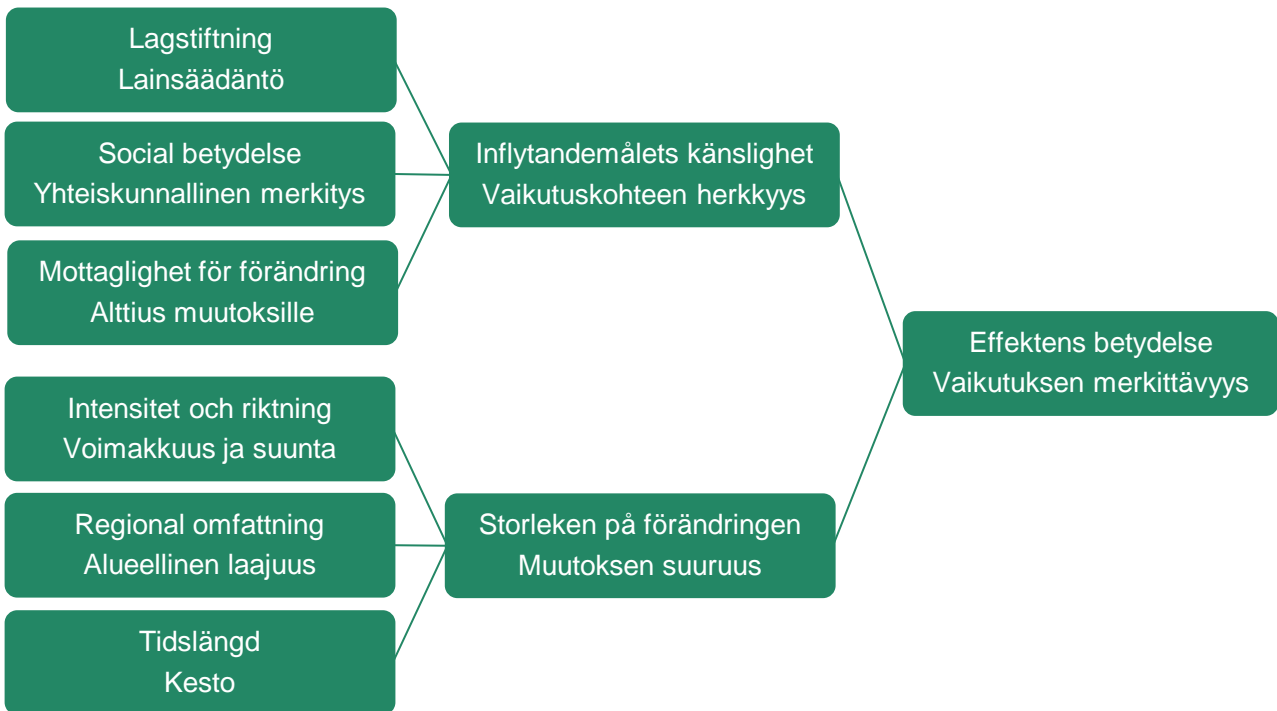 Lagstiftning
Lainsäädäntö
Social betydelse
Yhteiskunnallinen merkitys
Mottaglighet för förändring
Alttius muutoksille
Inflytandemålets känslighet
Vaikutuskohteen herkkyys
Intensitet och riktning
Voimakkuus ja suunta
Regional omfattning
Alueellinen laajuus
Tidslängd
Kesto
Storleken på förändringen
Muutoksen suuruus
Effektens betydelse
Vaikutuksen merkittävyys